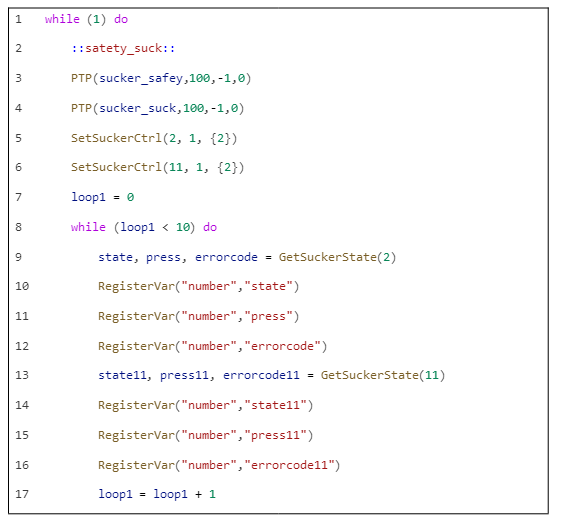 1 while (1) do
2 ::satety_suck::
3 PTP(sucker_safey,100,-1,0)
4 PTP(sucker_suck,100,-1,0)
5 SetSuckerCtrl(2, 1, {2})
6 SetSuckerCtrl(11, 1, {2})
7 loop1 = 0
8 while (loop1 < 10) do
9 state, press, errorcode = GetSuckerState(2)
10 RegisterVar("number","state")
11 RegisterVar("number","press")
12 RegisterVar("number","errorcode")
13 state11, press11, errorcode11 = GetSuckerState(11)
14 RegisterVar("number","state11")
15 RegisterVar("number","press11")
16 RegisterVar("number","errorcode11")
17 loop1 = loop1 + 1